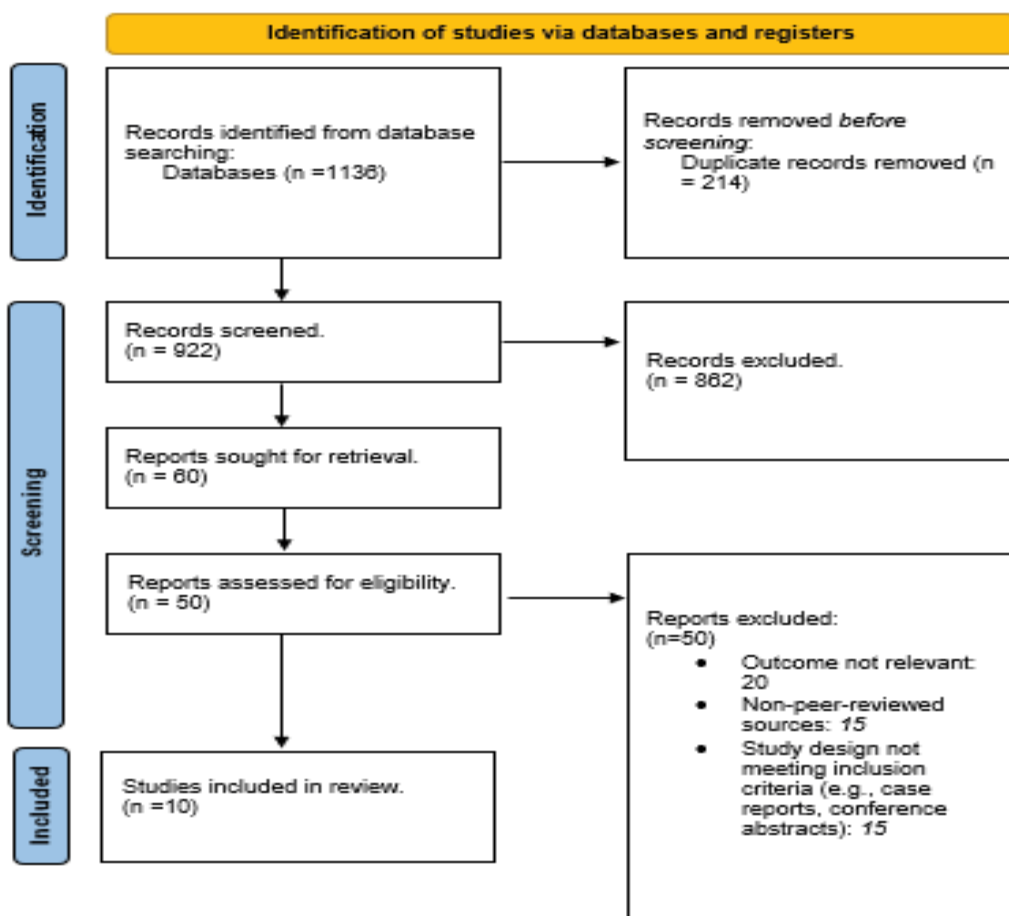 Identification of studies via databases and registers
Identification
Records identified from database
searching:
Databases (n =1136)
Records removed before
screening:
Duplicate records removed (n
= 214)
Screening
Records screened.
(n = 922)
Records excluded.
(n = 862)
Reports sought for retrieval.
(n = 60)
Reports assessed for eligibility.
(n = 50)
Reports excluded:
(n=50)
• Outcome not relevant:
20
• Non-peer-reviewed
sources: 15
• Study design not
meeting inclusion
criteria (e.g., case
reports, conference
abstracts): 15
Included
Studies included in review.
(n =10)